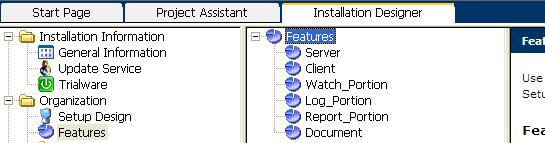 Start Page
Project Assistant
Installation Designer
Installation Information
General Information
Update Service
Trialware
Organization
Setup Design
Features
Features
Server
Client
Watch_Portion
Log_Portion
Report_Portion
Document
Feat
Use
Setu
Fea